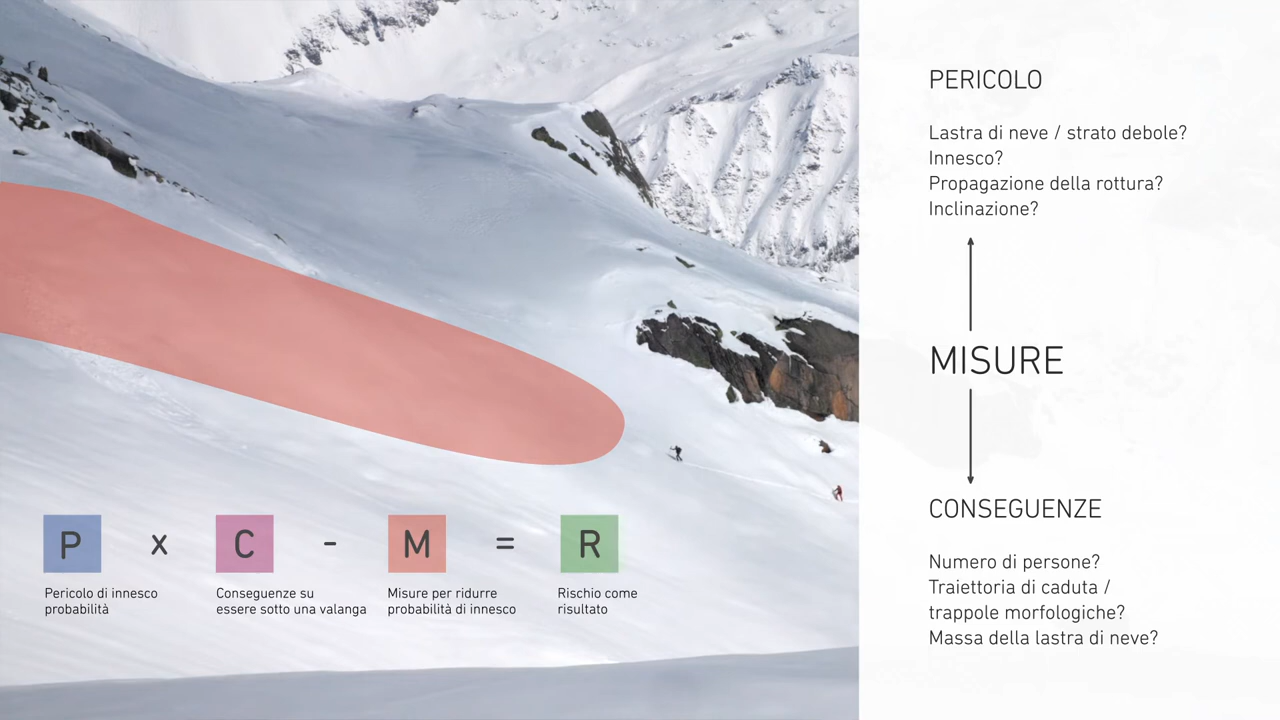 PERICOLO
Lastra di neve / strato debole?
Innesco?
Propagazione della rottura?
Inclinazione?
MISURE
CONSEGUENZE
Numero di persone?
Traiettoria di caduta /
trappole morfologiche?
Massa della lastra di neve?
P x C - M = R
Pericolo di innesco
probabilità
Conseguenze su
essere sotto una valanga
Misure per ridurre
probabilità di innesco
Rischio come
risultato